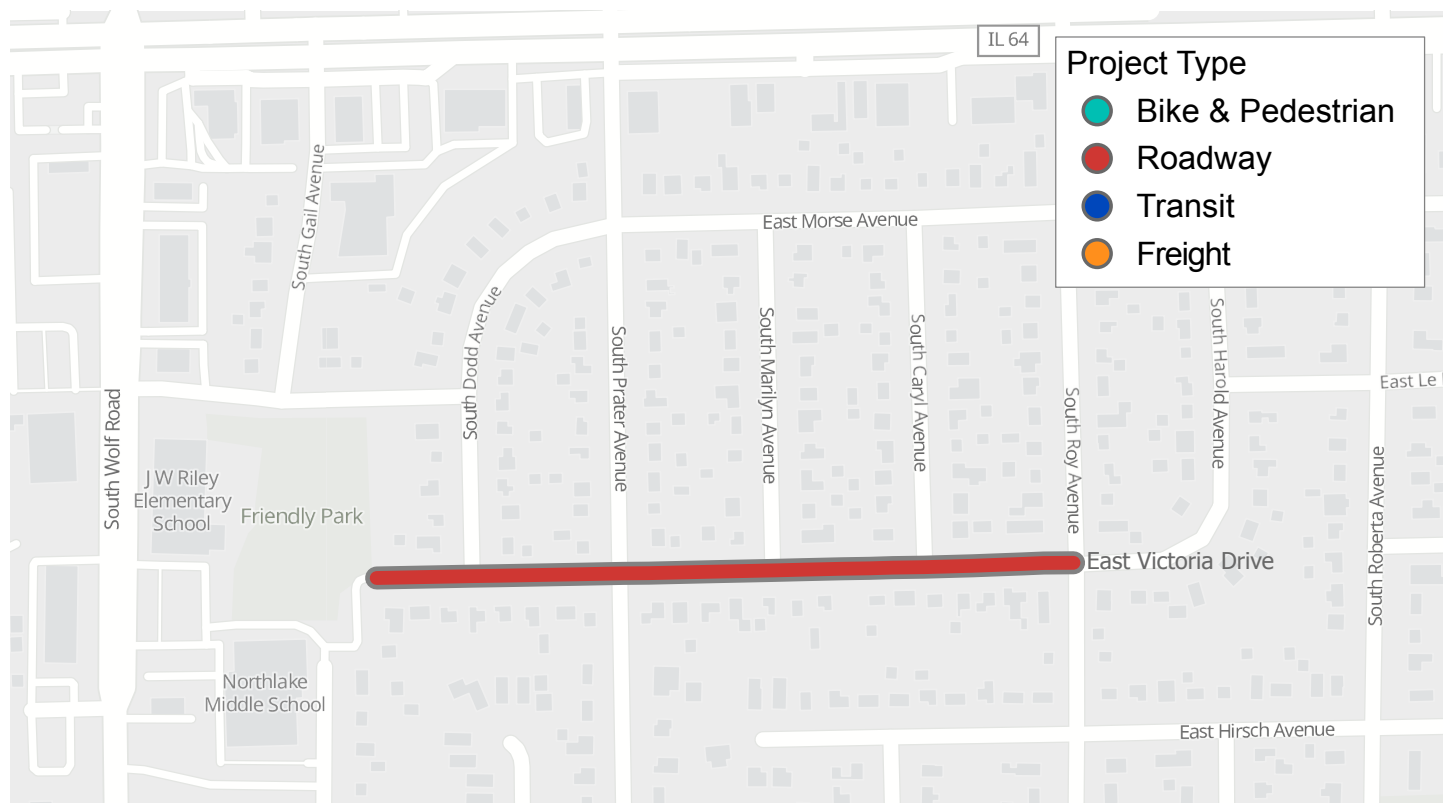 IL 64
Project Type
Bike & Pedestrian
Roadway
Transit
Freight
South Gail Avenue
East Morse Avenue
South Dodd Avenue
South Prater Avenue
South Marilyn Avenue
South Caryl Avenue
South Roy Avenue
South Harold Avenue
East Le
South Wolf Road
J W Riley
Elementary
School
Friendly Park
South Roberta Avenue
East Victoria Drive
Northlake
Middle School
East Hirsch Avenue